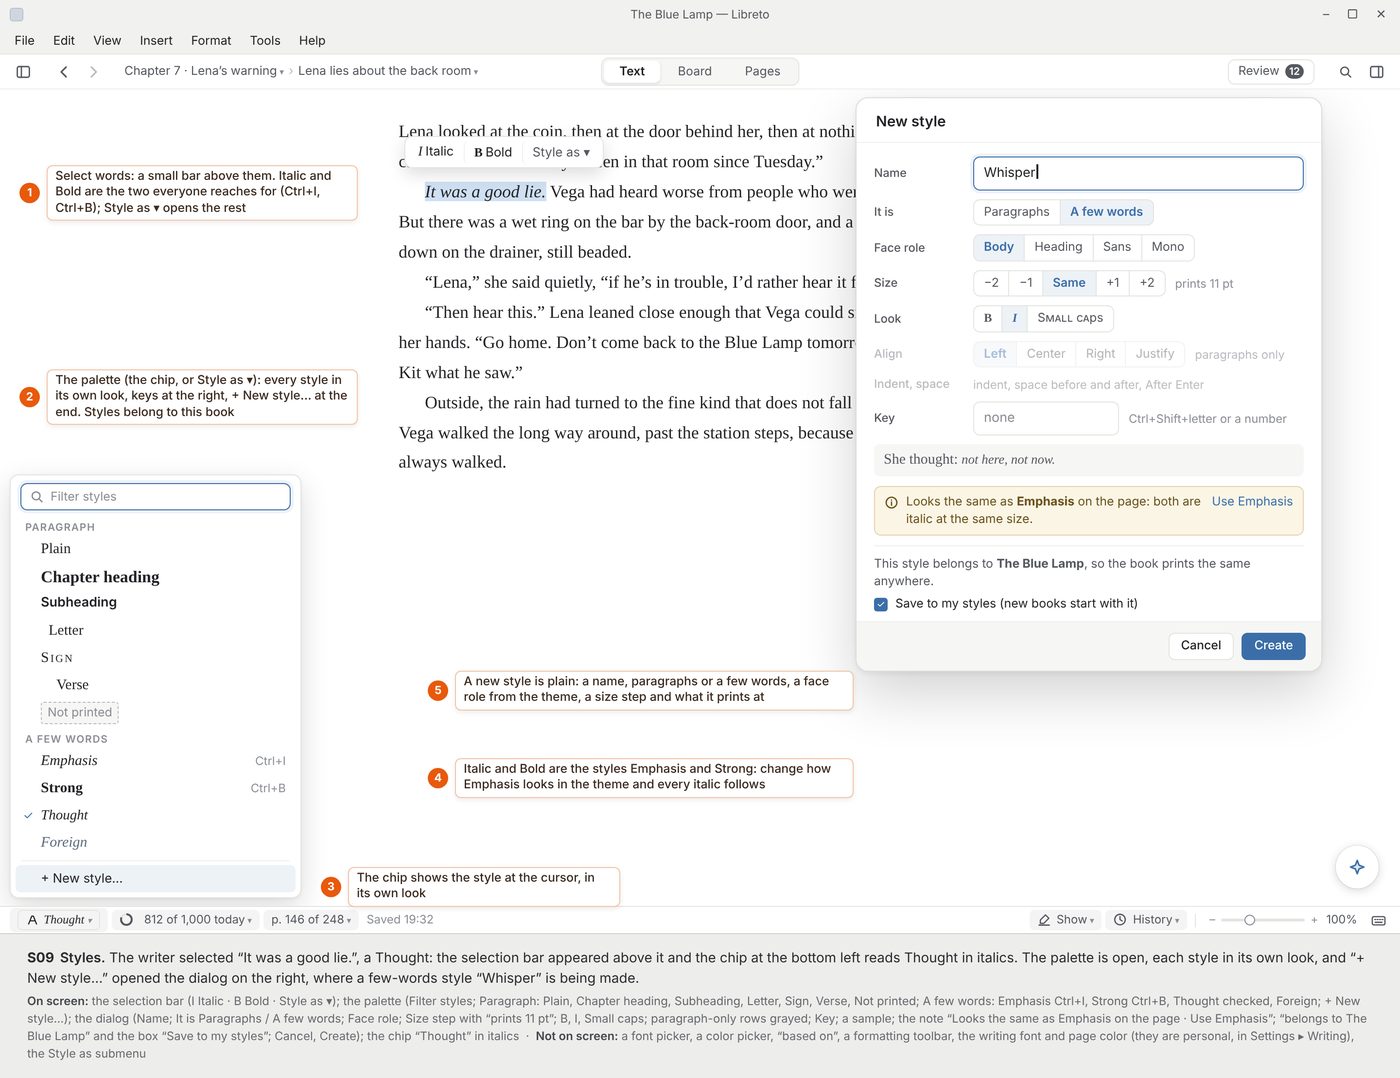 The Blue Lamp — Libreto
File Edit View Insert Format Tools Help
Chapter 7 · Lena’s warning ▾ › Lena lies about the back room ▾
Text Board Pages
Review 12
Lena looked at the coin, then at the door behind her, then at nothi
I Italic B Bold Style as ▾
en in that room since Tuesday.”
It was a good lie. Vega had heard worse from people who wer
But there was a wet ring on the bar by the back-room door, and a
down on the drainer, still beaded.
“Lena,” she said quietly, “if he’s in trouble, I’d rather hear it f
“Then hear this.” Lena leaned close enough that Vega could s
her hands. “Go home. Don’t come back to the Blue Lamp tomorr
Kit what he saw.”
Outside, the rain had turned to the fine kind that does not fall
Vega walked the long way around, past the station steps, because
always walked.
1
Select words: a small bar above them. Italic and
Bold are the two everyone reaches for (Ctrl+I,
Ctrl+B); Style as ▾ opens the rest
2
The palette (the chip, or Style as ▾): every style in
its own look, keys at the right, + New style… at the
end. Styles belong to this book
Filter styles
PARAGRAPH
Plain
Chapter heading
Subheading
Letter
SIGN
Verse
Not printed
A FEW WORDS
Emphasis Ctrl+I
Strong Ctrl+B
✓ Thought
Foreign
+ New style…
New style
Name Whisper
It is Paragraphs A few words
Face role Body Heading Sans Mono
Size −2 −1 Same +1 +2 prints 11 pt
Look B I SMALL CAPS
Align Left Center Right Justify paragraphs only
Indent, space indent, space before and after, After Enter
Key none Ctrl+Shift+letter or a number
She thought: not here, not now.
Looks the same as Emphasis on the page: both are Use Emphasis
italic at the same size.
This style belongs to The Blue Lamp, so the book prints the same
anywhere.
Save to my styles (new books start with it)
Cancel Create
5
A new style is plain: a name, paragraphs or a few words, a face
role from the theme, a size step and what it prints at
4
Italic and Bold are the styles Emphasis and Strong: change how
Emphasis looks in the theme and every italic follows
3
The chip shows the style at the cursor, in
its own look
A Thought ▾ 812 of 1,000 today ▾ p. 146 of 248 ▾ Saved 19:32
Show ▾ History ▾ − + 100%
S09 Styles. The writer selected “It was a good lie.”, a Thought: the selection bar appeared above it and the chip at the bottom left reads Thought in italics. The palette is open, each style in its own look, and “+
New style…” opened the dialog on the right, where a few-words style “Whisper” is being made.
On screen: the selection bar (I Italic · B Bold · Style as ▾); the palette (Filter styles; Paragraph: Plain, Chapter heading, Subheading, Letter, Sign, Verse, Not printed; A few words: Emphasis Ctrl+I, Strong Ctrl+B, Thought checked, Foreign; + New
style…); the dialog (Name; It is Paragraphs / A few words; Face role; Size step with “prints 11 pt”; B, I, Small caps; paragraph-only rows grayed; Key; a sample; the note “Looks the same as Emphasis on the page · Use Emphasis”; “belongs to The
Blue Lamp” and the box “Save to my styles”; Cancel, Create); the chip “Thought” in italics · Not on screen: a font picker, a color picker, “based on”, a formatting toolbar, the writing font and page color (they are personal, in Settings ▸ Writing),
the Style as submenu